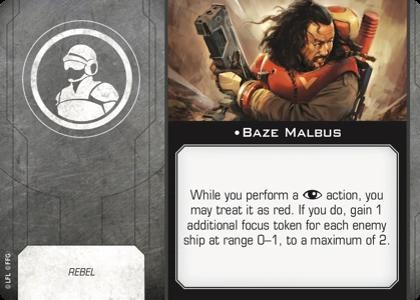 •BAZE MALBUS
While you perform a action, you
may treat it as red. If you do, gain 1
additional focus token for each enemy
ship at range 0–1, to a maximum of 2.
REBEL
©LFL ©FFG